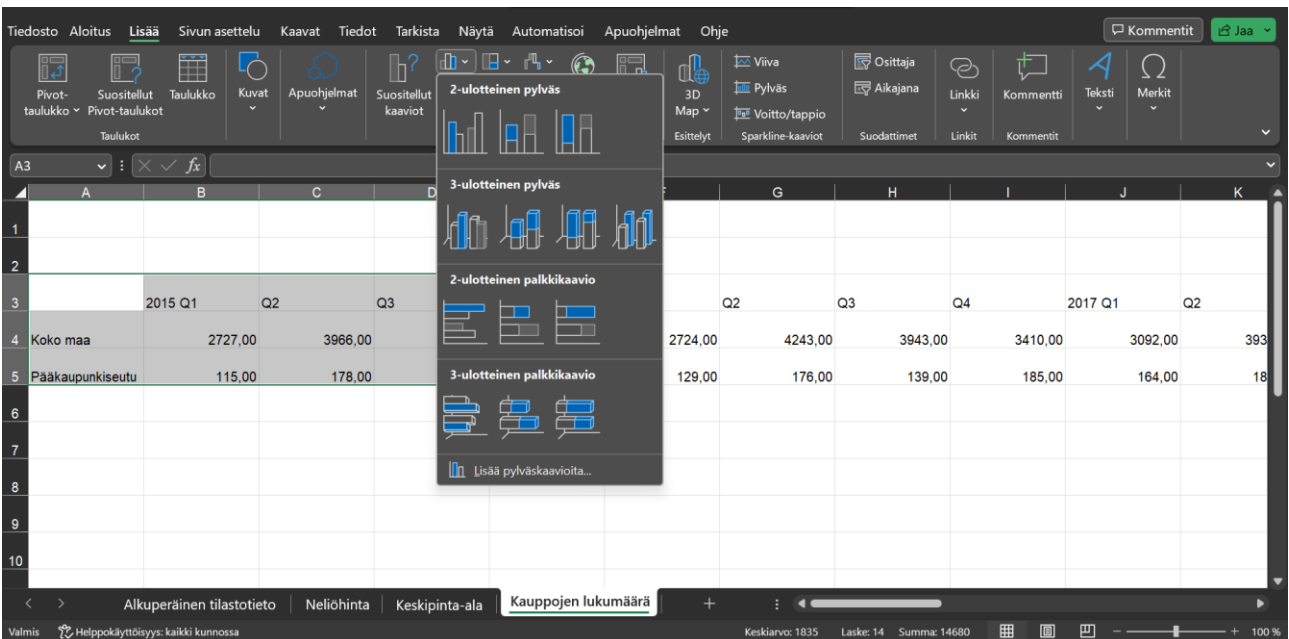 Tiedosto Aloitus Lisää Sivun asettelu Kaavat Tiedot Tarkista Näytä Automatisoi Apuohjelmat Ohje Kommentit Jaa
Pivot-
taulukko
Suositellut
Pivot-taulukot
Taulukko
Kuvat
Apuohjelmat
Suositellut
kaaviot
3D
Map
Viiva
Pylväs
Voitto/tappio
Osittaja
Aikajana
Linkki
Kommentti
Teksti
Merkit
Taulukot Esittelyt Sparkline-kaaviot Suodattimet Linkit Kommentit
2-ulotteinen pylväs
3-ulotteinen pylväs
2-ulotteinen palkkikaavio
3-ulotteinen palkkikaavio
Lisää pylväskaavioita...
A3 fx
A B C D G H I J K
1
2
3 2015 Q1 Q2 Q3 Q2 Q3 Q4 2017 Q1 Q2
4 Koko maa 2727,00 3966,00 2724,00 4243,00 3943,00 3410,00 3092,00 393
5 Pääkaupunkiseutu 115,00 178,00 129,00 176,00 139,00 185,00 164,00 18
6
7
8
9
10
Alkuperäinen tilastotieto Neliöhinta Keskipinta-ala Kauppojen lukumäärä
Valmis Helppokäyttöisyys: kaikki kunnossa Keskiarvo: 1835 Laske: 14 Summa: 14680 100 %